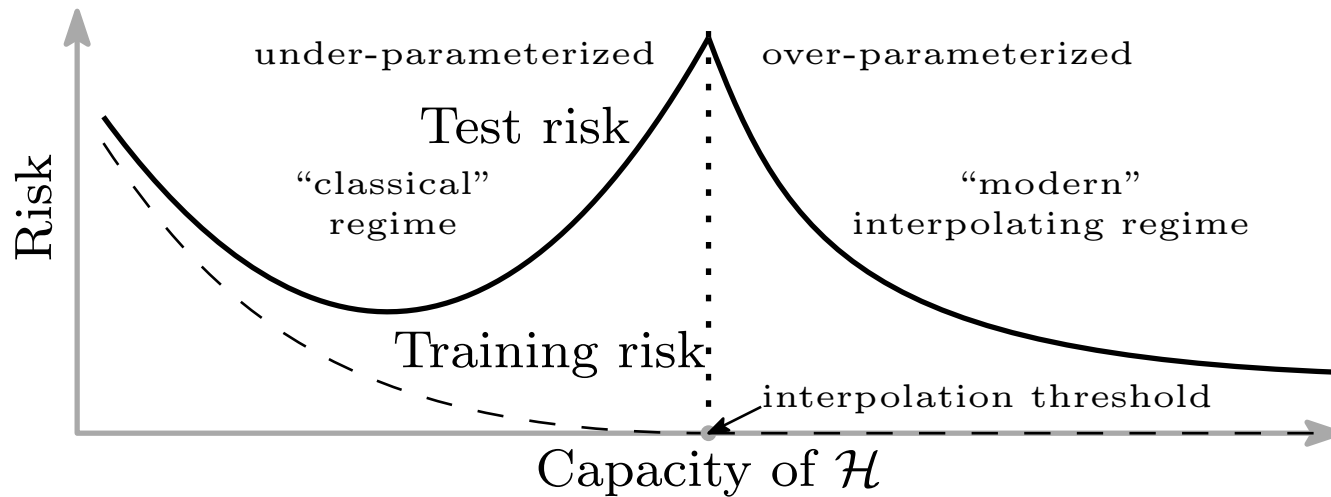 under-parameterized
over-parameterized
Test risk
“classical”
regime
“modern”
interpolating regime
Risk
Training risk
interpolation threshold
Capacity of ℋ